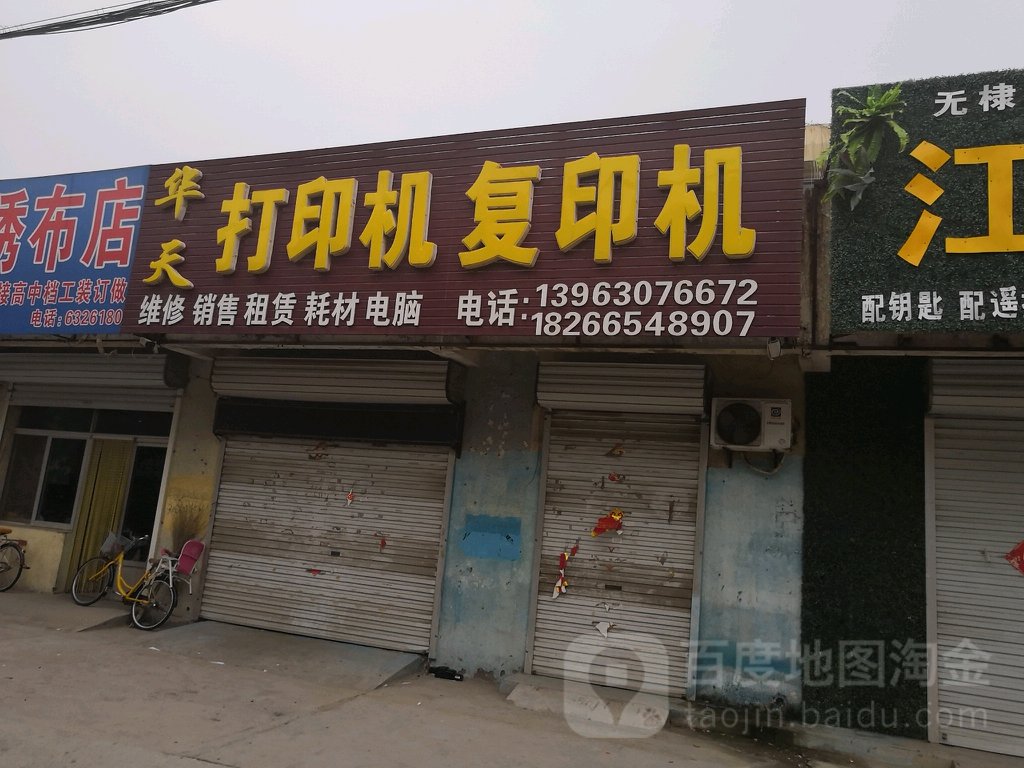 秀布店
接高中档工装订做
电话:6326180
华天
打印机 复印机
维修 销售 租赁 耗材 电脑
电话:13963076672
18266548907
无棣
江
配钥匙 配遥
百度地图淘金
taojin.baidu.com